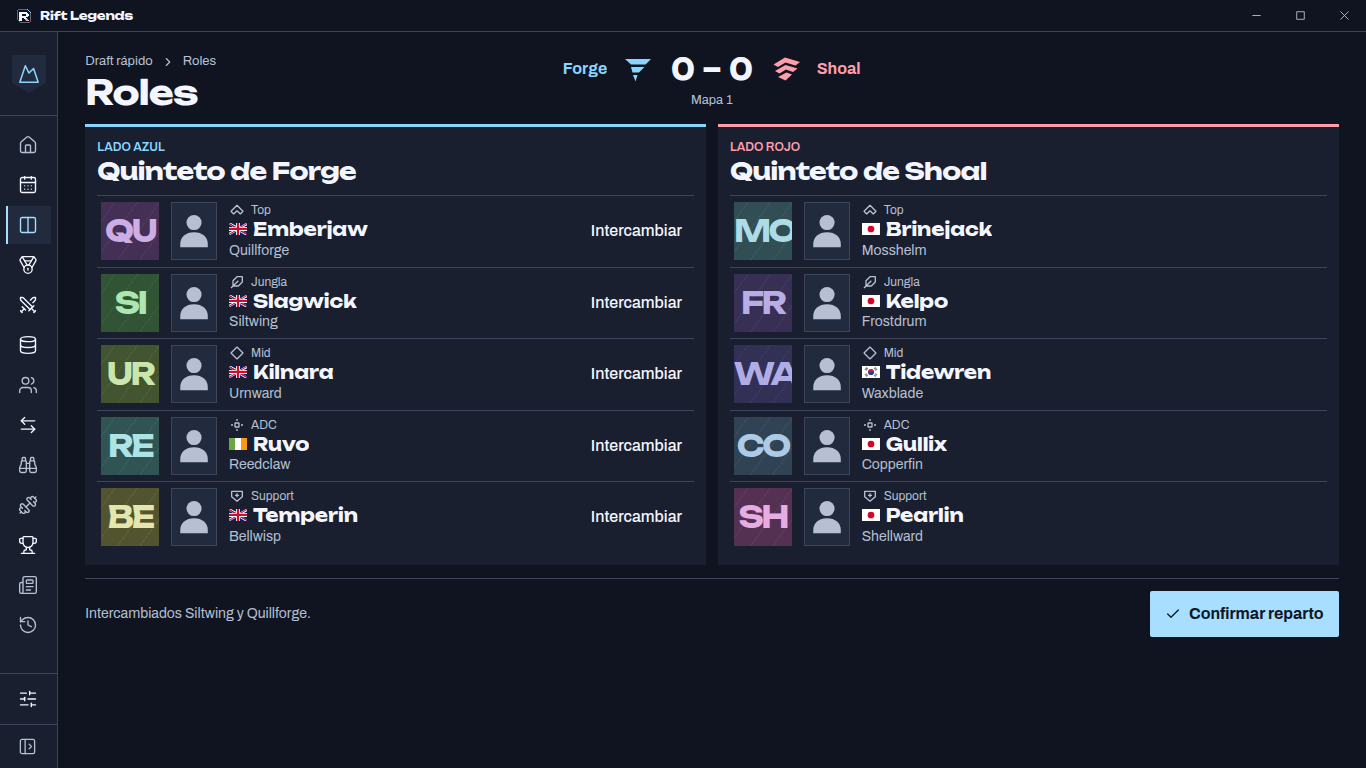 Rift Legends
Draft rápido > Roles
Roles
Forge 0 – 0 Shoal
Mapa 1
LADO AZUL
Quinteto de Forge
QU
Top
Emberjaw
Quillforge
Intercambiar
SI
Jungla
Slagwick
Siltwing
Intercambiar
UR
Mid
Kilnara
Urnward
Intercambiar
RE
ADC
Ruvo
Reedclaw
Intercambiar
BE
Support
Temperin
Bellwisp
Intercambiar
LADO ROJO
Quinteto de Shoal
MO
Top
Brinejack
Mosshelm
FR
Jungla
Kelpo
Frostdrum
WA
Mid
Tidewren
Waxblade
CO
ADC
Gullix
Copperfin
SH
Support
Pearlin
Shellward
Intercambiados Siltwing y Quillforge.
Confirmar reparto